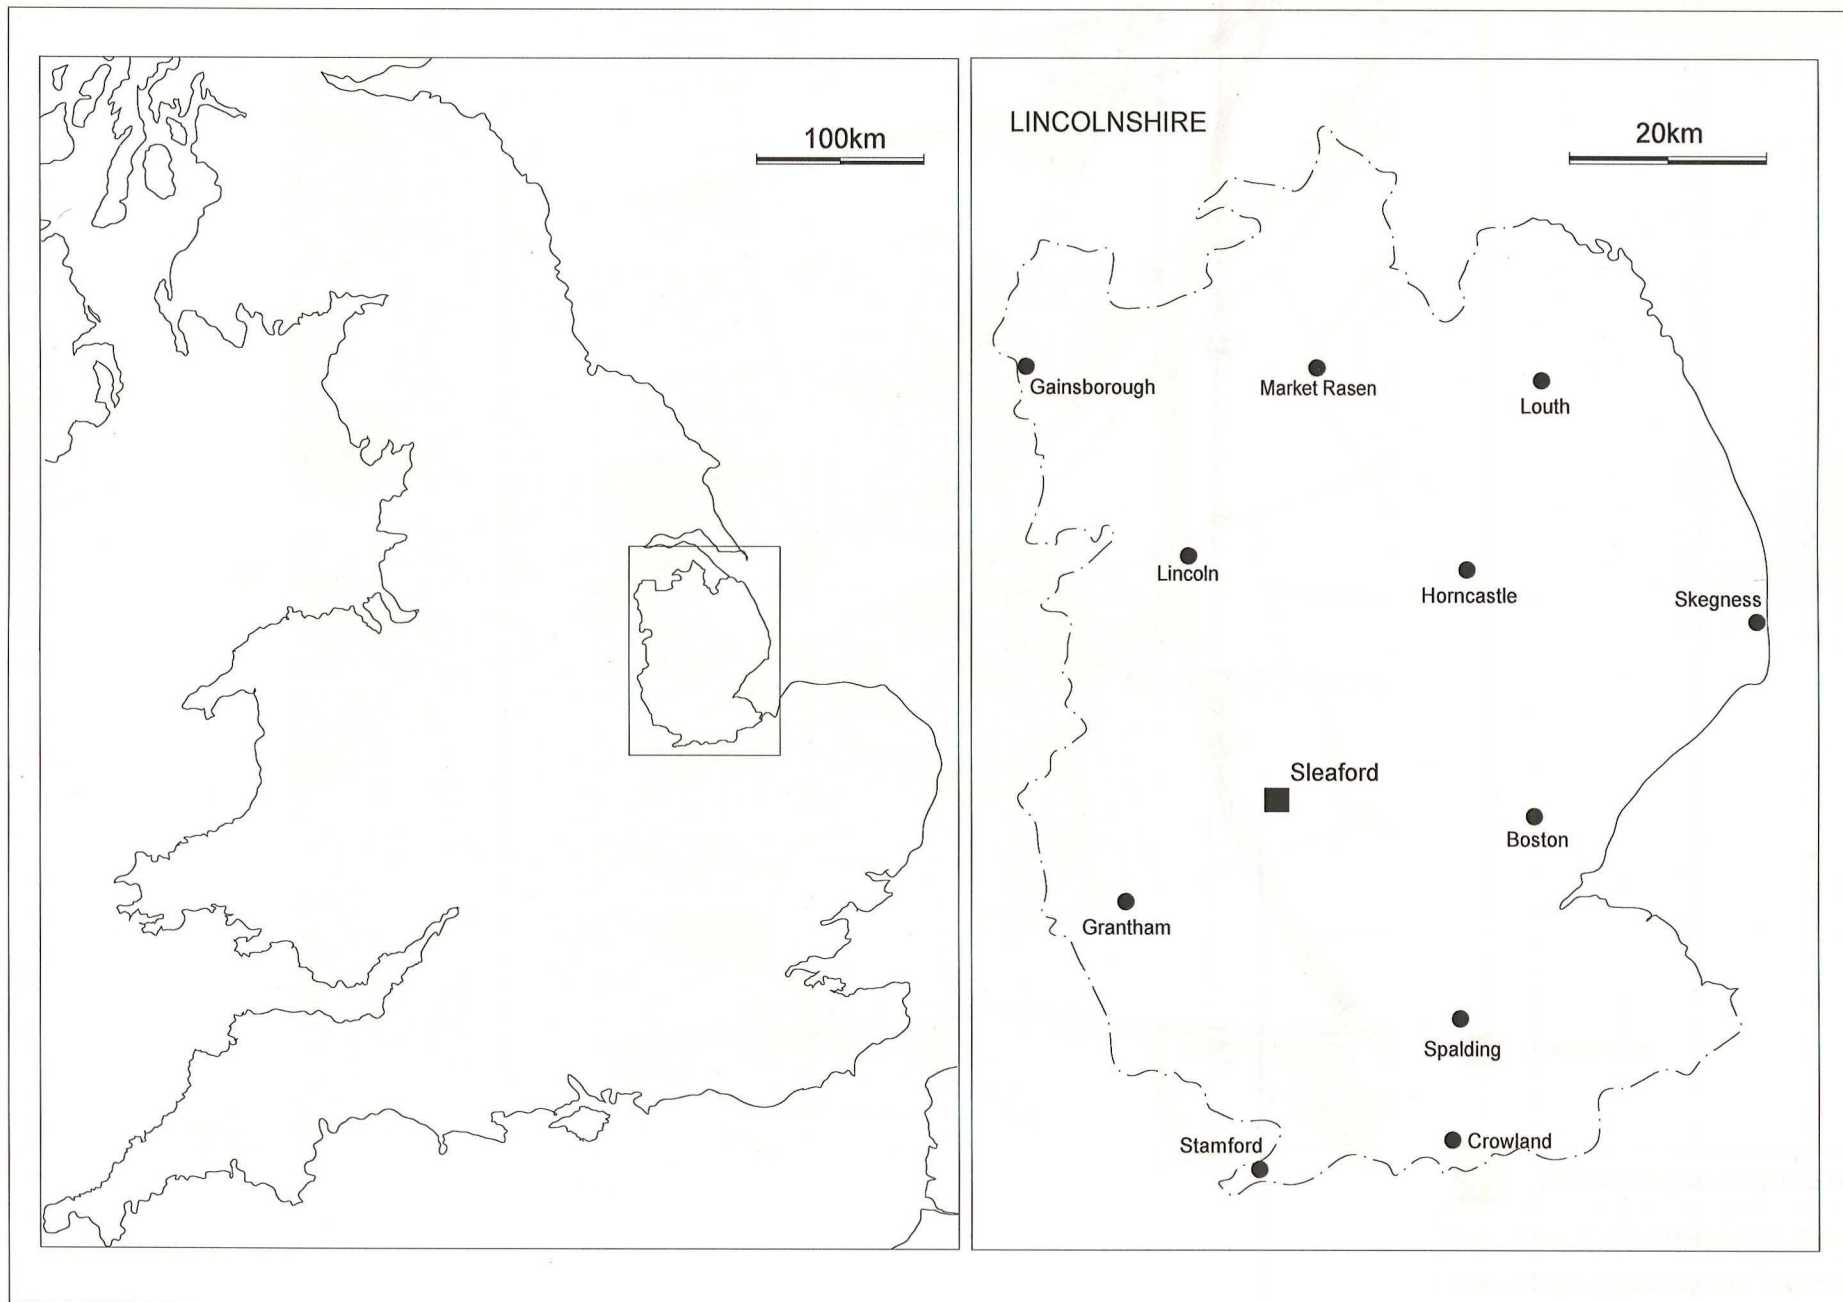 100km
LINCOLNSHIRE
20km
Gainsborough
Market Rasen
Louth
Lincoln
Horncastle
Skegness
Sleaford
Boston
Grantham
Spalding
Stamford
Crowland